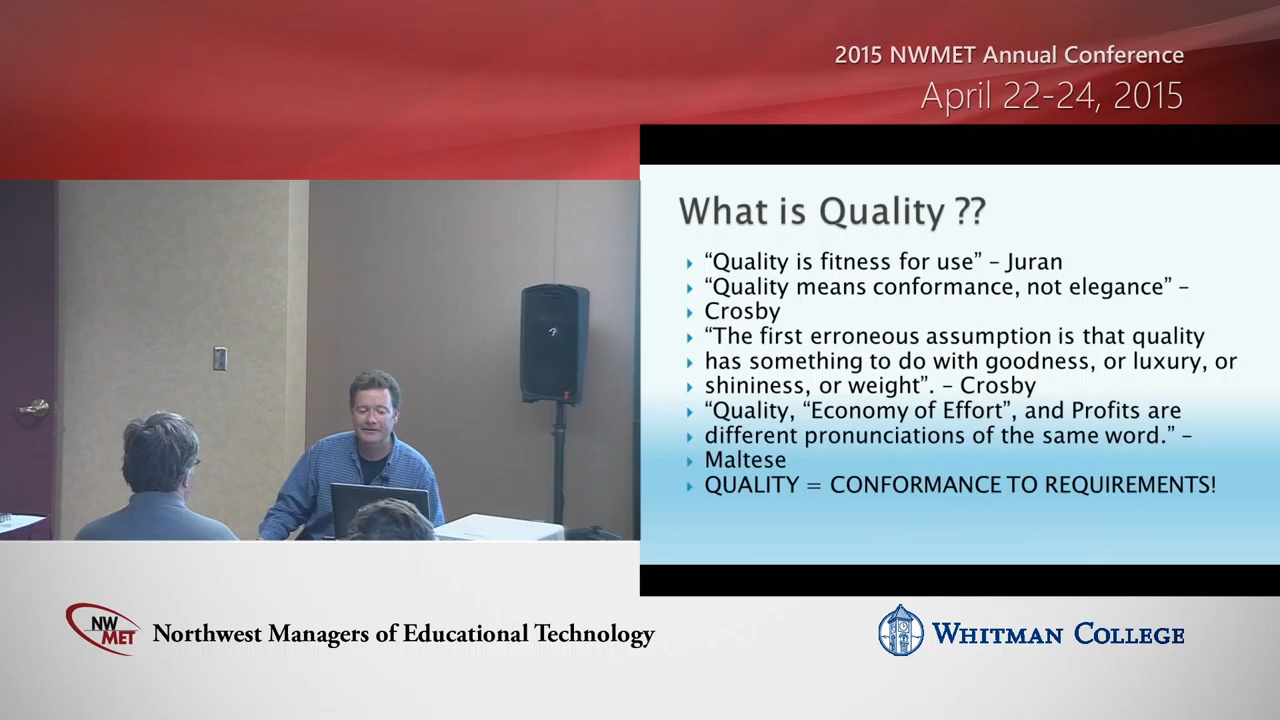 2015 NWMET Annual Conference
April 22-24, 2015
What is Quality ??
“Quality is fitness for use” – Juran
“Quality means conformance, not elegance” –
Crosby
“The first erroneous assumption is that quality
has something to do with goodness, or luxury, or
shininess, or weight”. – Crosby
“Quality, “Economy of Effort”, and Profits are
different pronunciations of the same word.” –
Maltese
QUALITY = CONFORMANCE TO REQUIREMENTS!
NW
MET
Northwest Managers of Educational Technology
WHITMAN COLLEGE